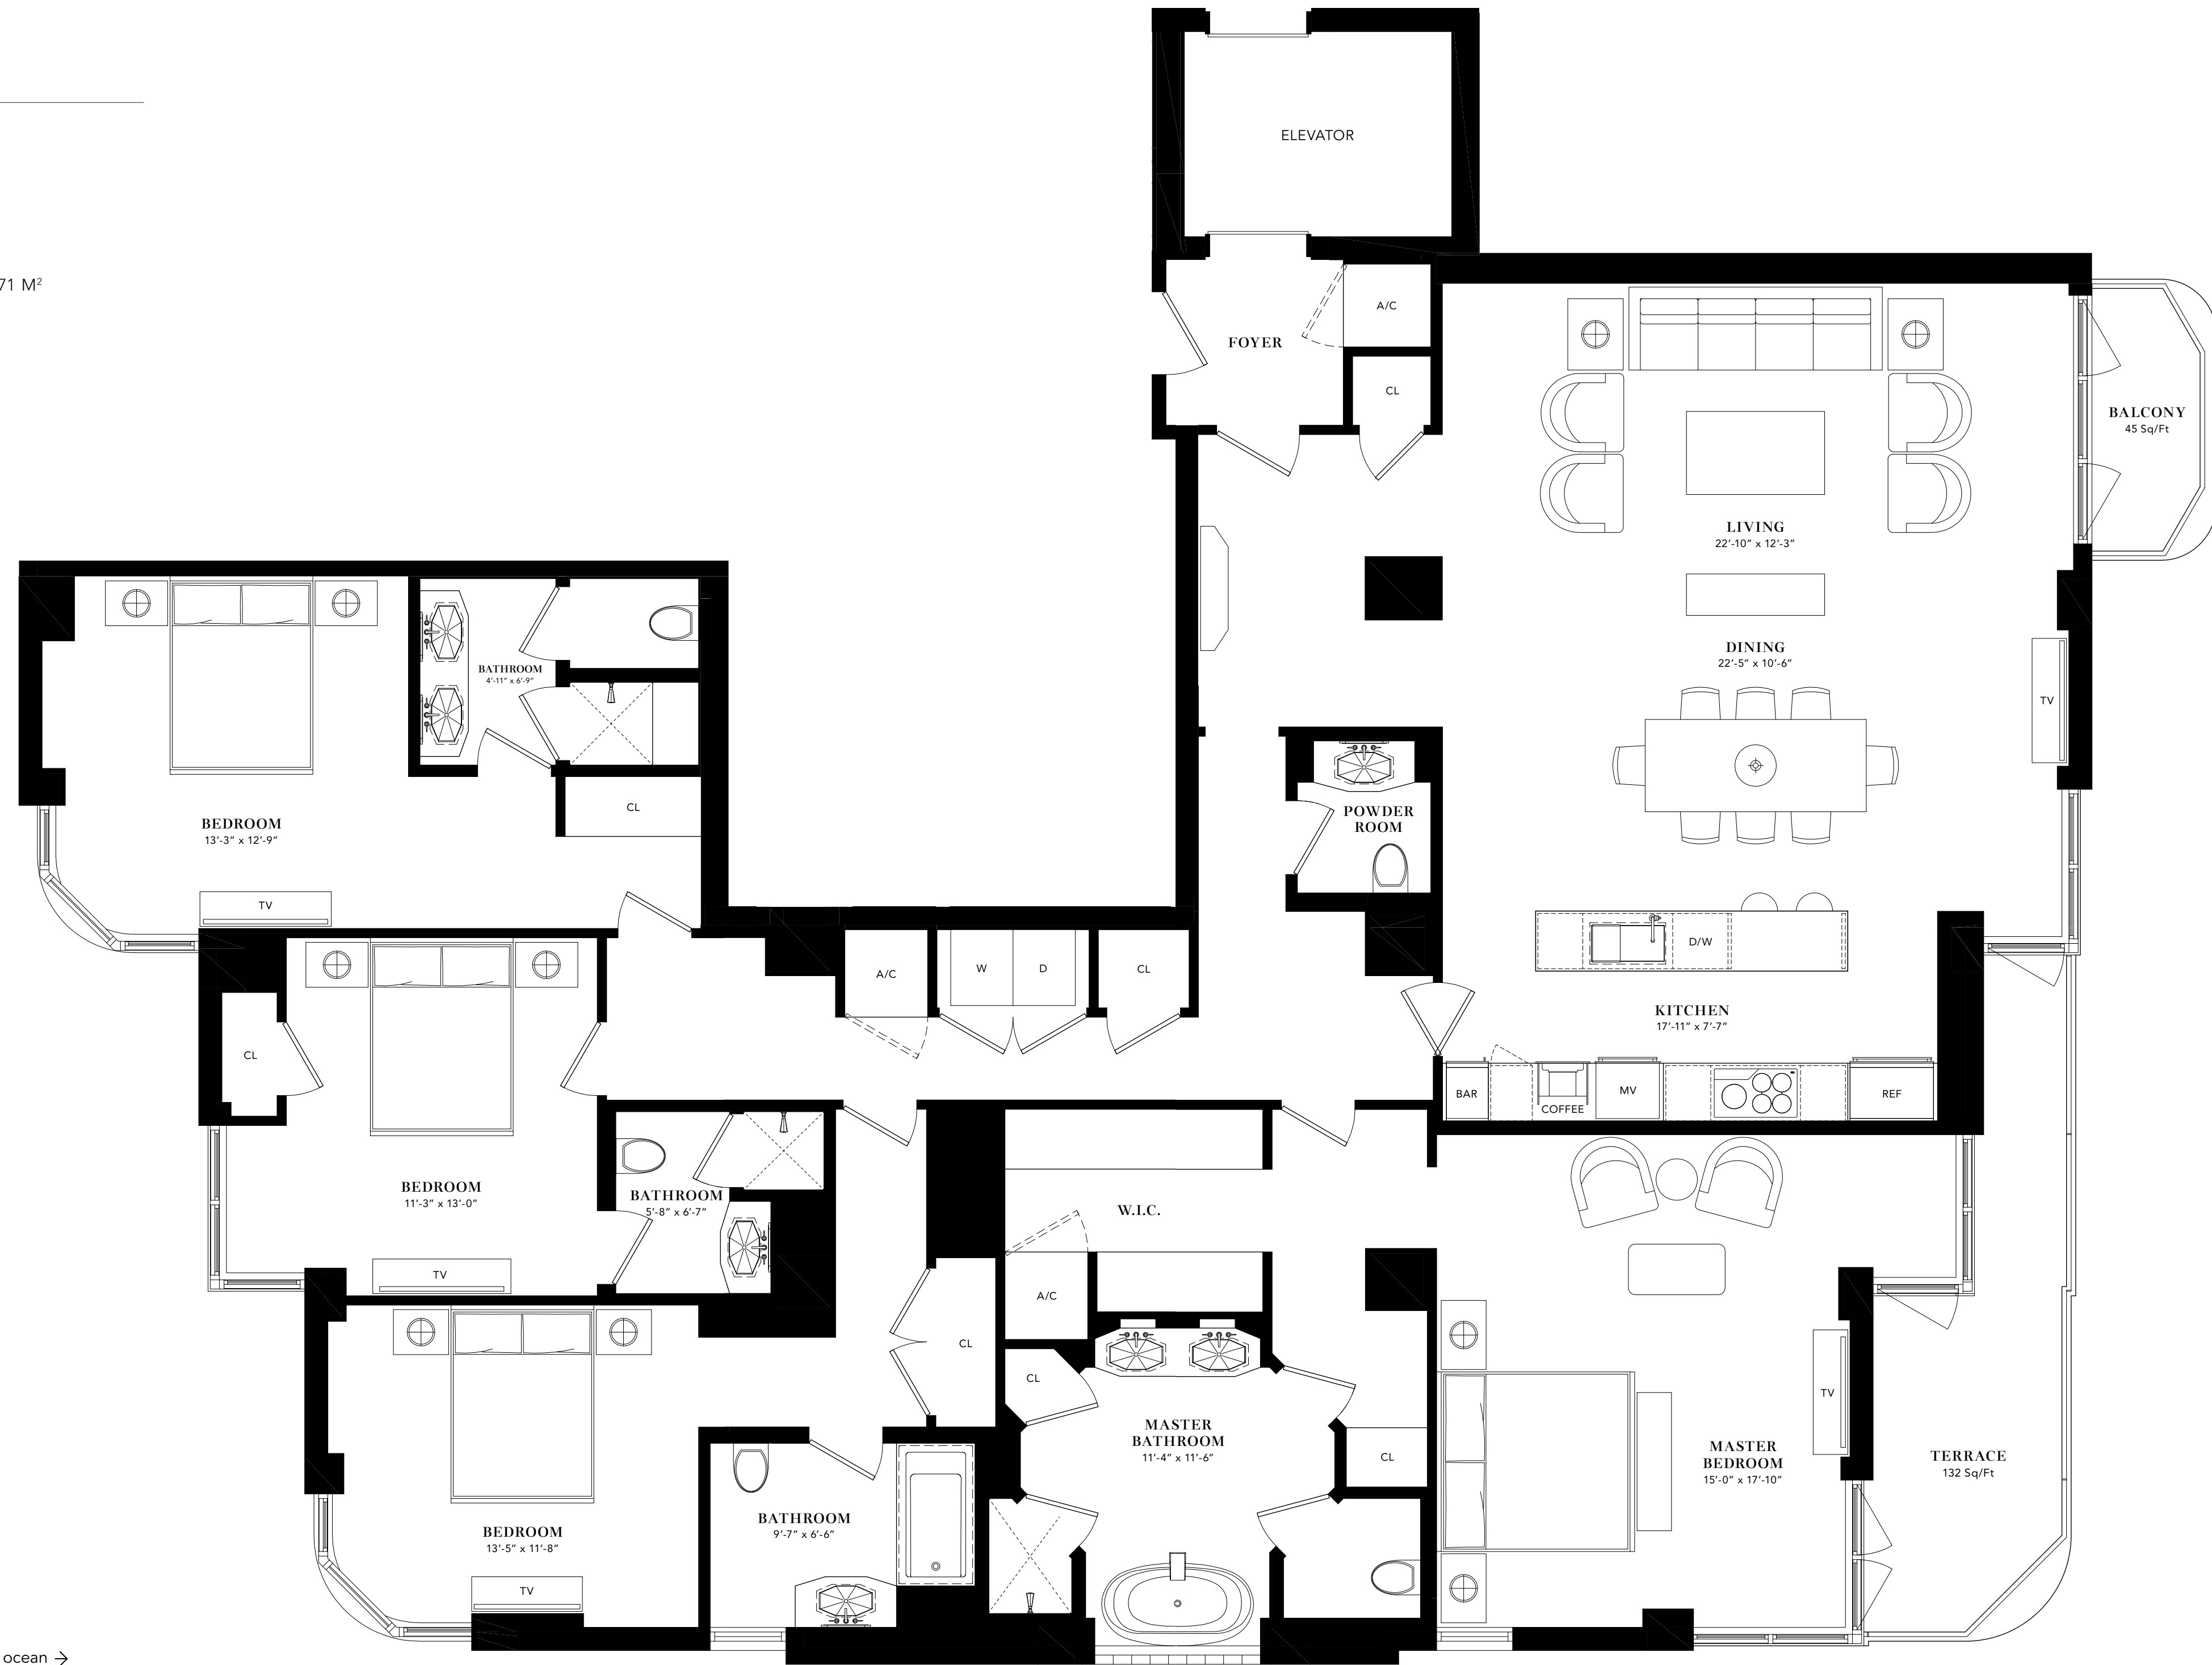 ELEVATOR
71 M²
A/C
FOYER
CL
BALCONY
45 Sq/Ft
LIVING
22'-10" x 12'-3"
DINING
22'-5" x 10'-6"
BATHROOM
4'-11" x 6'-9"
TV
CL
POWDER
ROOM
BEDROOM
13'-3" x 12'-9"
TV
D/W
A/C
W
D
CL
KITCHEN
17'-11" x 7'-7"
CL
BAR
COFFEE
MV
REF
BEDROOM
11'-3" x 13'-0"
BATHROOM
5'-8" x 6'-7"
W.I.C.
TV
A/C
CL
CL
TV
MASTER
BATHROOM
11'-4" x 11'-6"
CL
MASTER
BEDROOM
15'-0" x 17'-10"
TERRACE
132 Sq/Ft
BEDROOM
13'-5" x 11'-8"
BATHROOM
9'-7" x 6'-6"
TV
ocean →